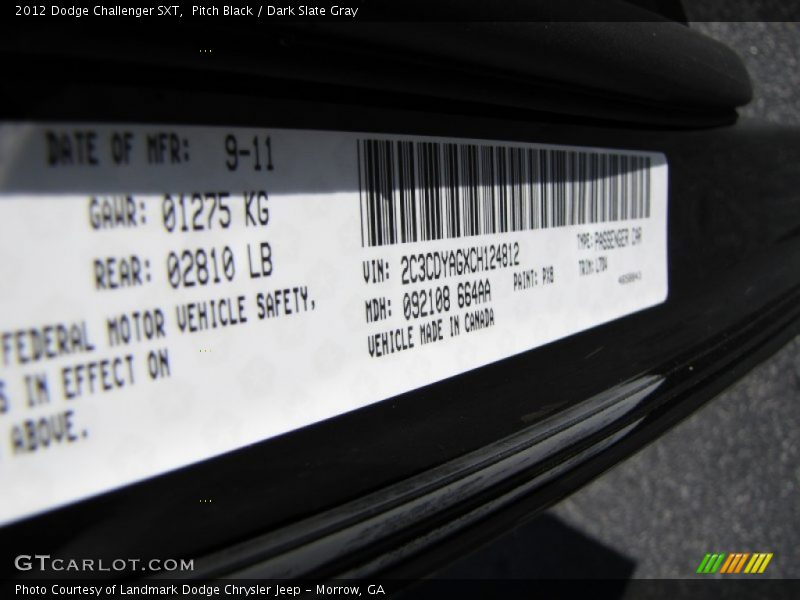 2012 Dodge Challenger SXT,  Pitch Black / Dark Slate Gray
DATE OF MFR: 9-11
GAWR: 01275 KG
REAR: 02810 LB
FEDERAL MOTOR VEHICLE SAFETY,
S IN EFFECT ON
ABOVE.
VIN: 2C3CDYAGXCH124812
TYPE: PASSENGER CAR
MDH: 092108 664AA
PAINT: PX8
TRIM:
VEHICLE MADE IN CANADA
GTCARLOT.COM
Photo Courtesy of Landmark Dodge Chrysler Jeep - Morrow, GA